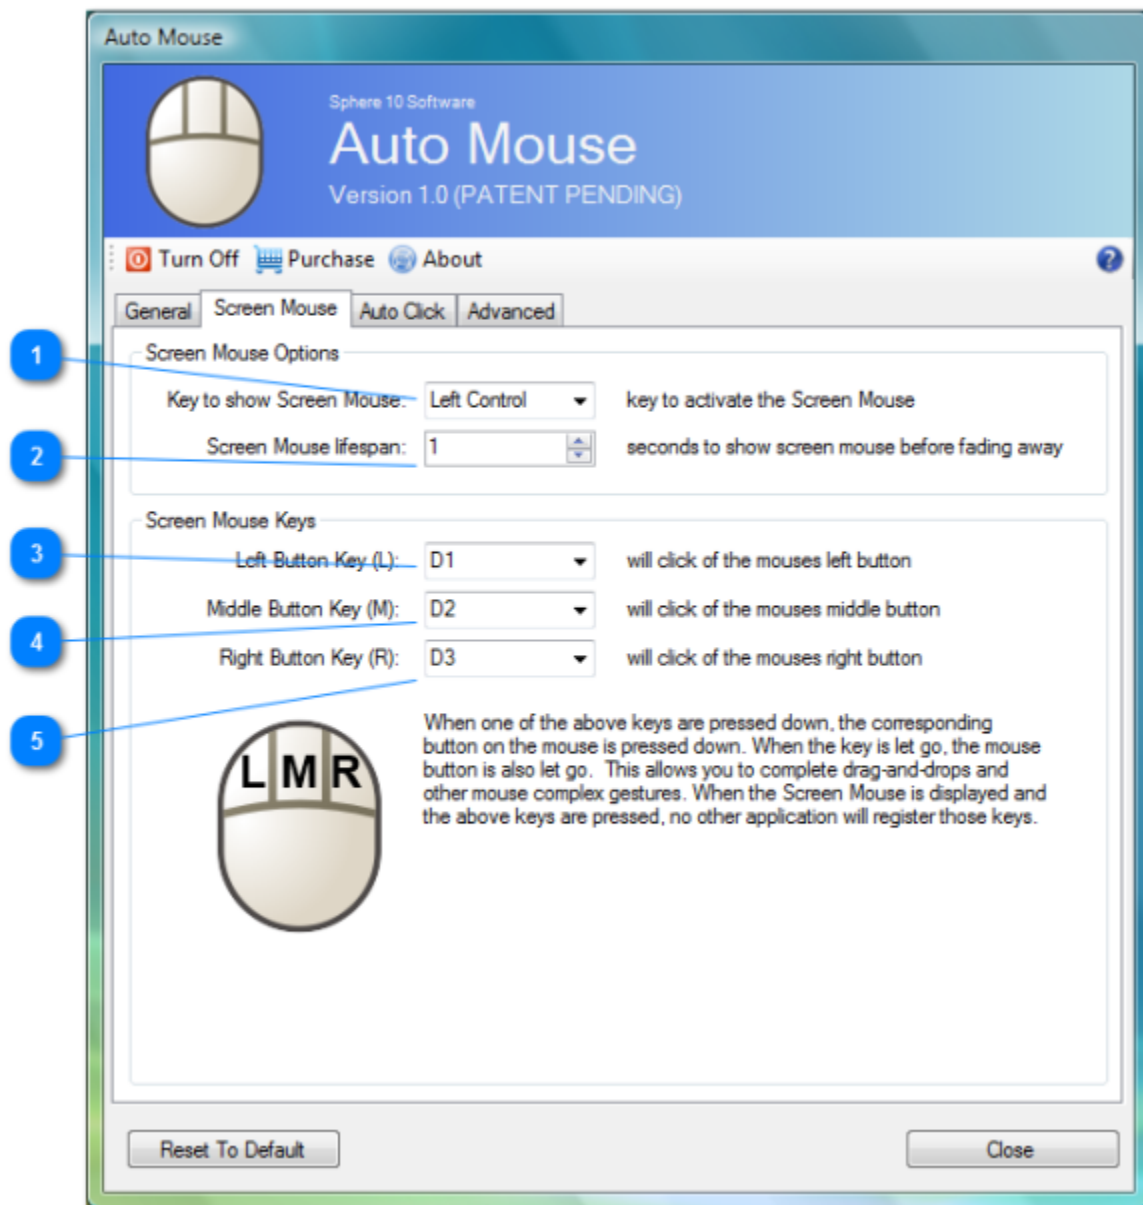 Auto Mouse
Sphere 10 Software
Auto Mouse
Version 1.0 (PATENT PENDING)
Turn Off Purchase About ?
General Screen Mouse Auto Click Advanced
1
Screen Mouse Options
Key to show Screen Mouse: Left Control key to activate the Screen Mouse
2
Screen Mouse lifespan: 1 seconds to show screen mouse before fading away
Screen Mouse Keys
3
Left Button Key (L): D1 will click of the mouses left button
Middle Button Key (M): D2 will click of the mouses middle button
4
Right Button Key (R): D3 will click of the mouses right button
5
When one of the above keys are pressed down, the corresponding
button on the mouse is pressed down. When the key is let go, the mouse
button is also let go. This allows you to complete drag-and-drops and
other mouse complex gestures. When the Screen Mouse is displayed and
the above keys are pressed, no other application will register those keys.
L M R
Reset To Default Close